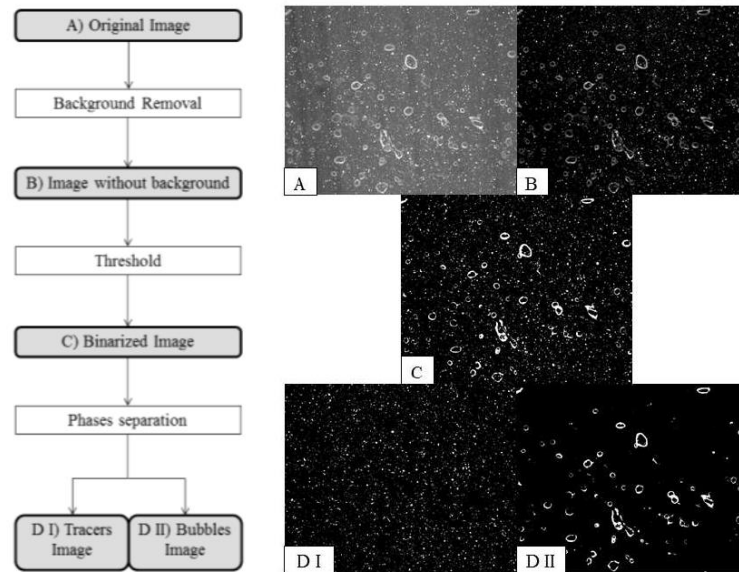 A) Original Image
Background Removal
B) Image without background
Threshold
C) Binarized Image
Phases separation
D I) Tracers
Image
D II) Bubbles
Image
A
B
C
D I
D II